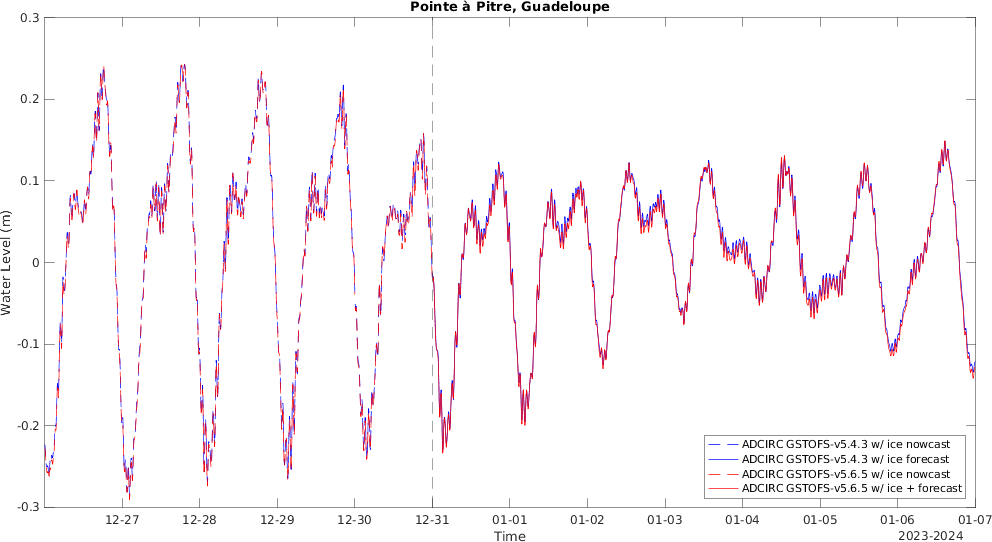 Pointe à Pitre, Guadeloupe
0.3
0.2
0.1
0
-0.1
-0.2
-0.3
Water Level (m)
ADCIRC GSTOFS-v5.4.3 w/ ice nowcast
ADCIRC GSTOFS-v5.4.3 w/ ice forecast
ADCIRC GSTOFS-v5.6.5 w/ ice nowcast
ADCIRC GSTOFS-v5.6.5 w/ ice + forecast
12-27 12-28 12-29 12-30 12-31 01-01 01-02 01-03 01-04 01-05 01-06 01-07
Time
2023-2024